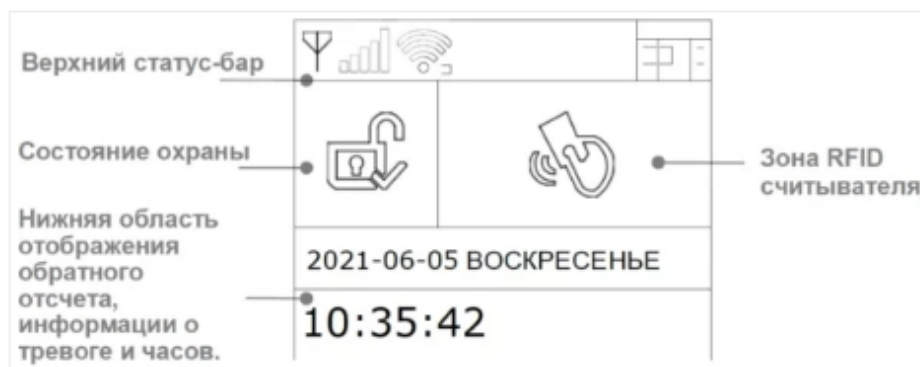 Верхний статус-бар
Состояние охраны
Зона RFID
считывателя
Нижняя область
отображения
обратного
отсчета,
информации о
тревоге и часов.
2021-06-05 ВОСКРЕСЕНЬЕ
10:35:42